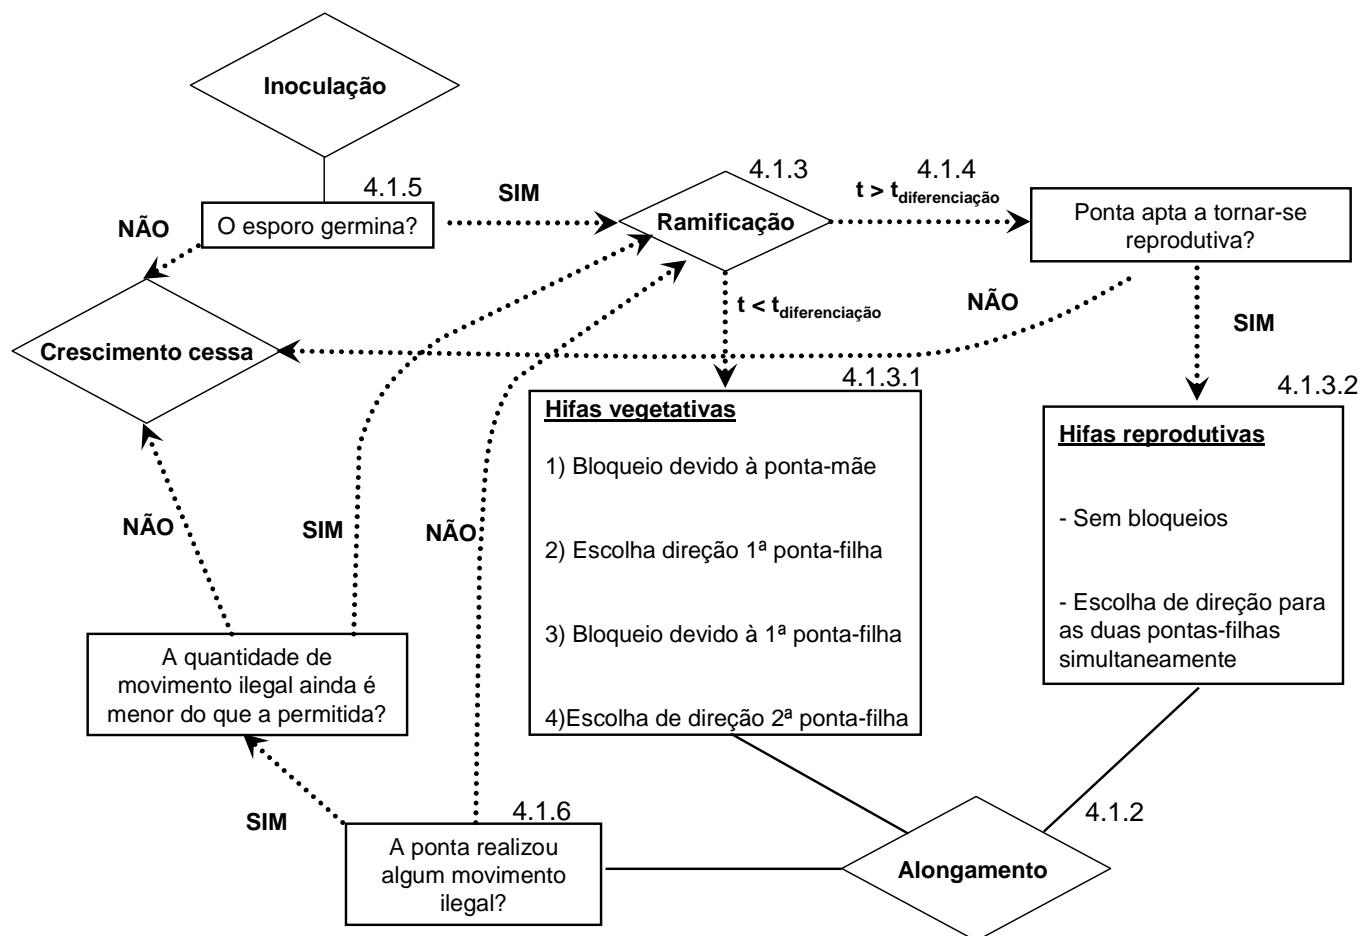 Inoculação
4.1.5
O esporo germina?
SIM
NÃO
4.1.3
Ramificação
4.1.4
t > tdiferenciação
Ponta apta a tornar-se
reprodutiva?
Crescimento cessa
t < tdiferenciação
NÃO
SIM
4.1.3.1
Hifas vegetativas
1) Bloqueio devido à ponta-mãe
2) Escolha direção 1ª ponta-filha
3) Bloqueio devido à 1ª ponta-filha
4)Escolha de direção 2ª ponta-filha
4.1.3.2
Hifas reprodutivas
- Sem bloqueios
- Escolha de direção para
as duas pontas-filhas
simultaneamente
NÃO
SIM
NÃO
A quantidade de
movimento ilegal ainda é
menor do que a permitida?
SIM
4.1.6
A ponta realizou
algum movimento
ilegal?
4.1.2
Alongamento